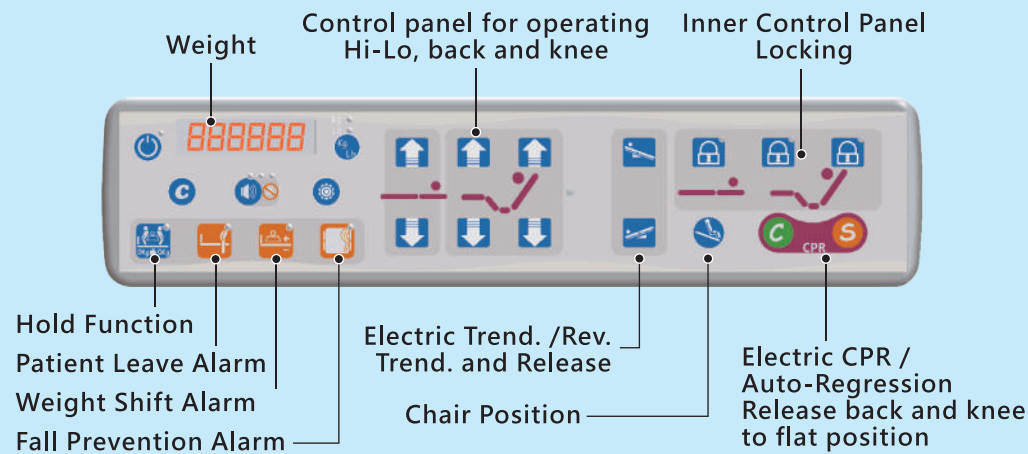 Weight
Control panel for operating
Hi-Lo, back and knee
Inner Control Panel
Locking
888888
Kg
Lb
C
C
S
CPR
Hold Function
Patient Leave Alarm
Weight Shift Alarm
Fall Prevention Alarm
Electric Trend. /Rev.
Trend. and Release
Chair Position
Electric CPR /
Auto-Regression
Release back and knee
to flat position